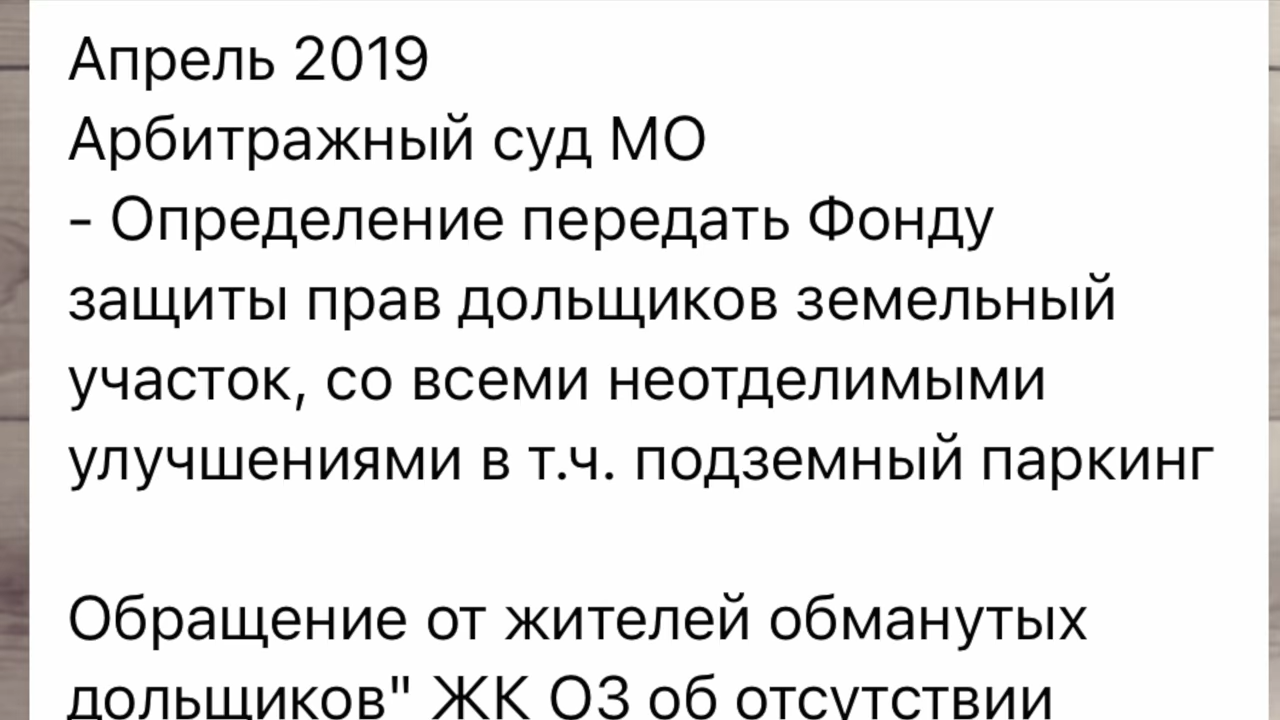 Апрель 2019
Арбитражный суд МО
- Определение передать Фонду
защиты прав дольщиков земельный
участок, со всеми неотделимыми
улучшениями в т.ч. подземный паркинг
Обращение от жителей обманутых
дольщиков" ЖК ОЗ об отсутствии